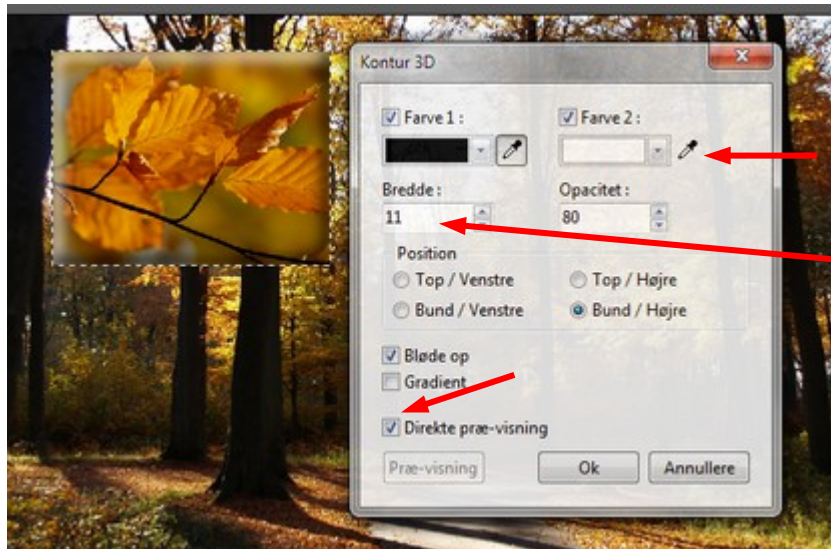 Kontur 3D
Farve 1 :
Farve 2 :
Bredde :
Opacitet :
11
80
Position
Top / Venstre
Top / Højre
Bund / Venstre
Bund / Højre
Bløde op
Gradient
Direkte præ-visning
Præ-visning
Ok
Annullere